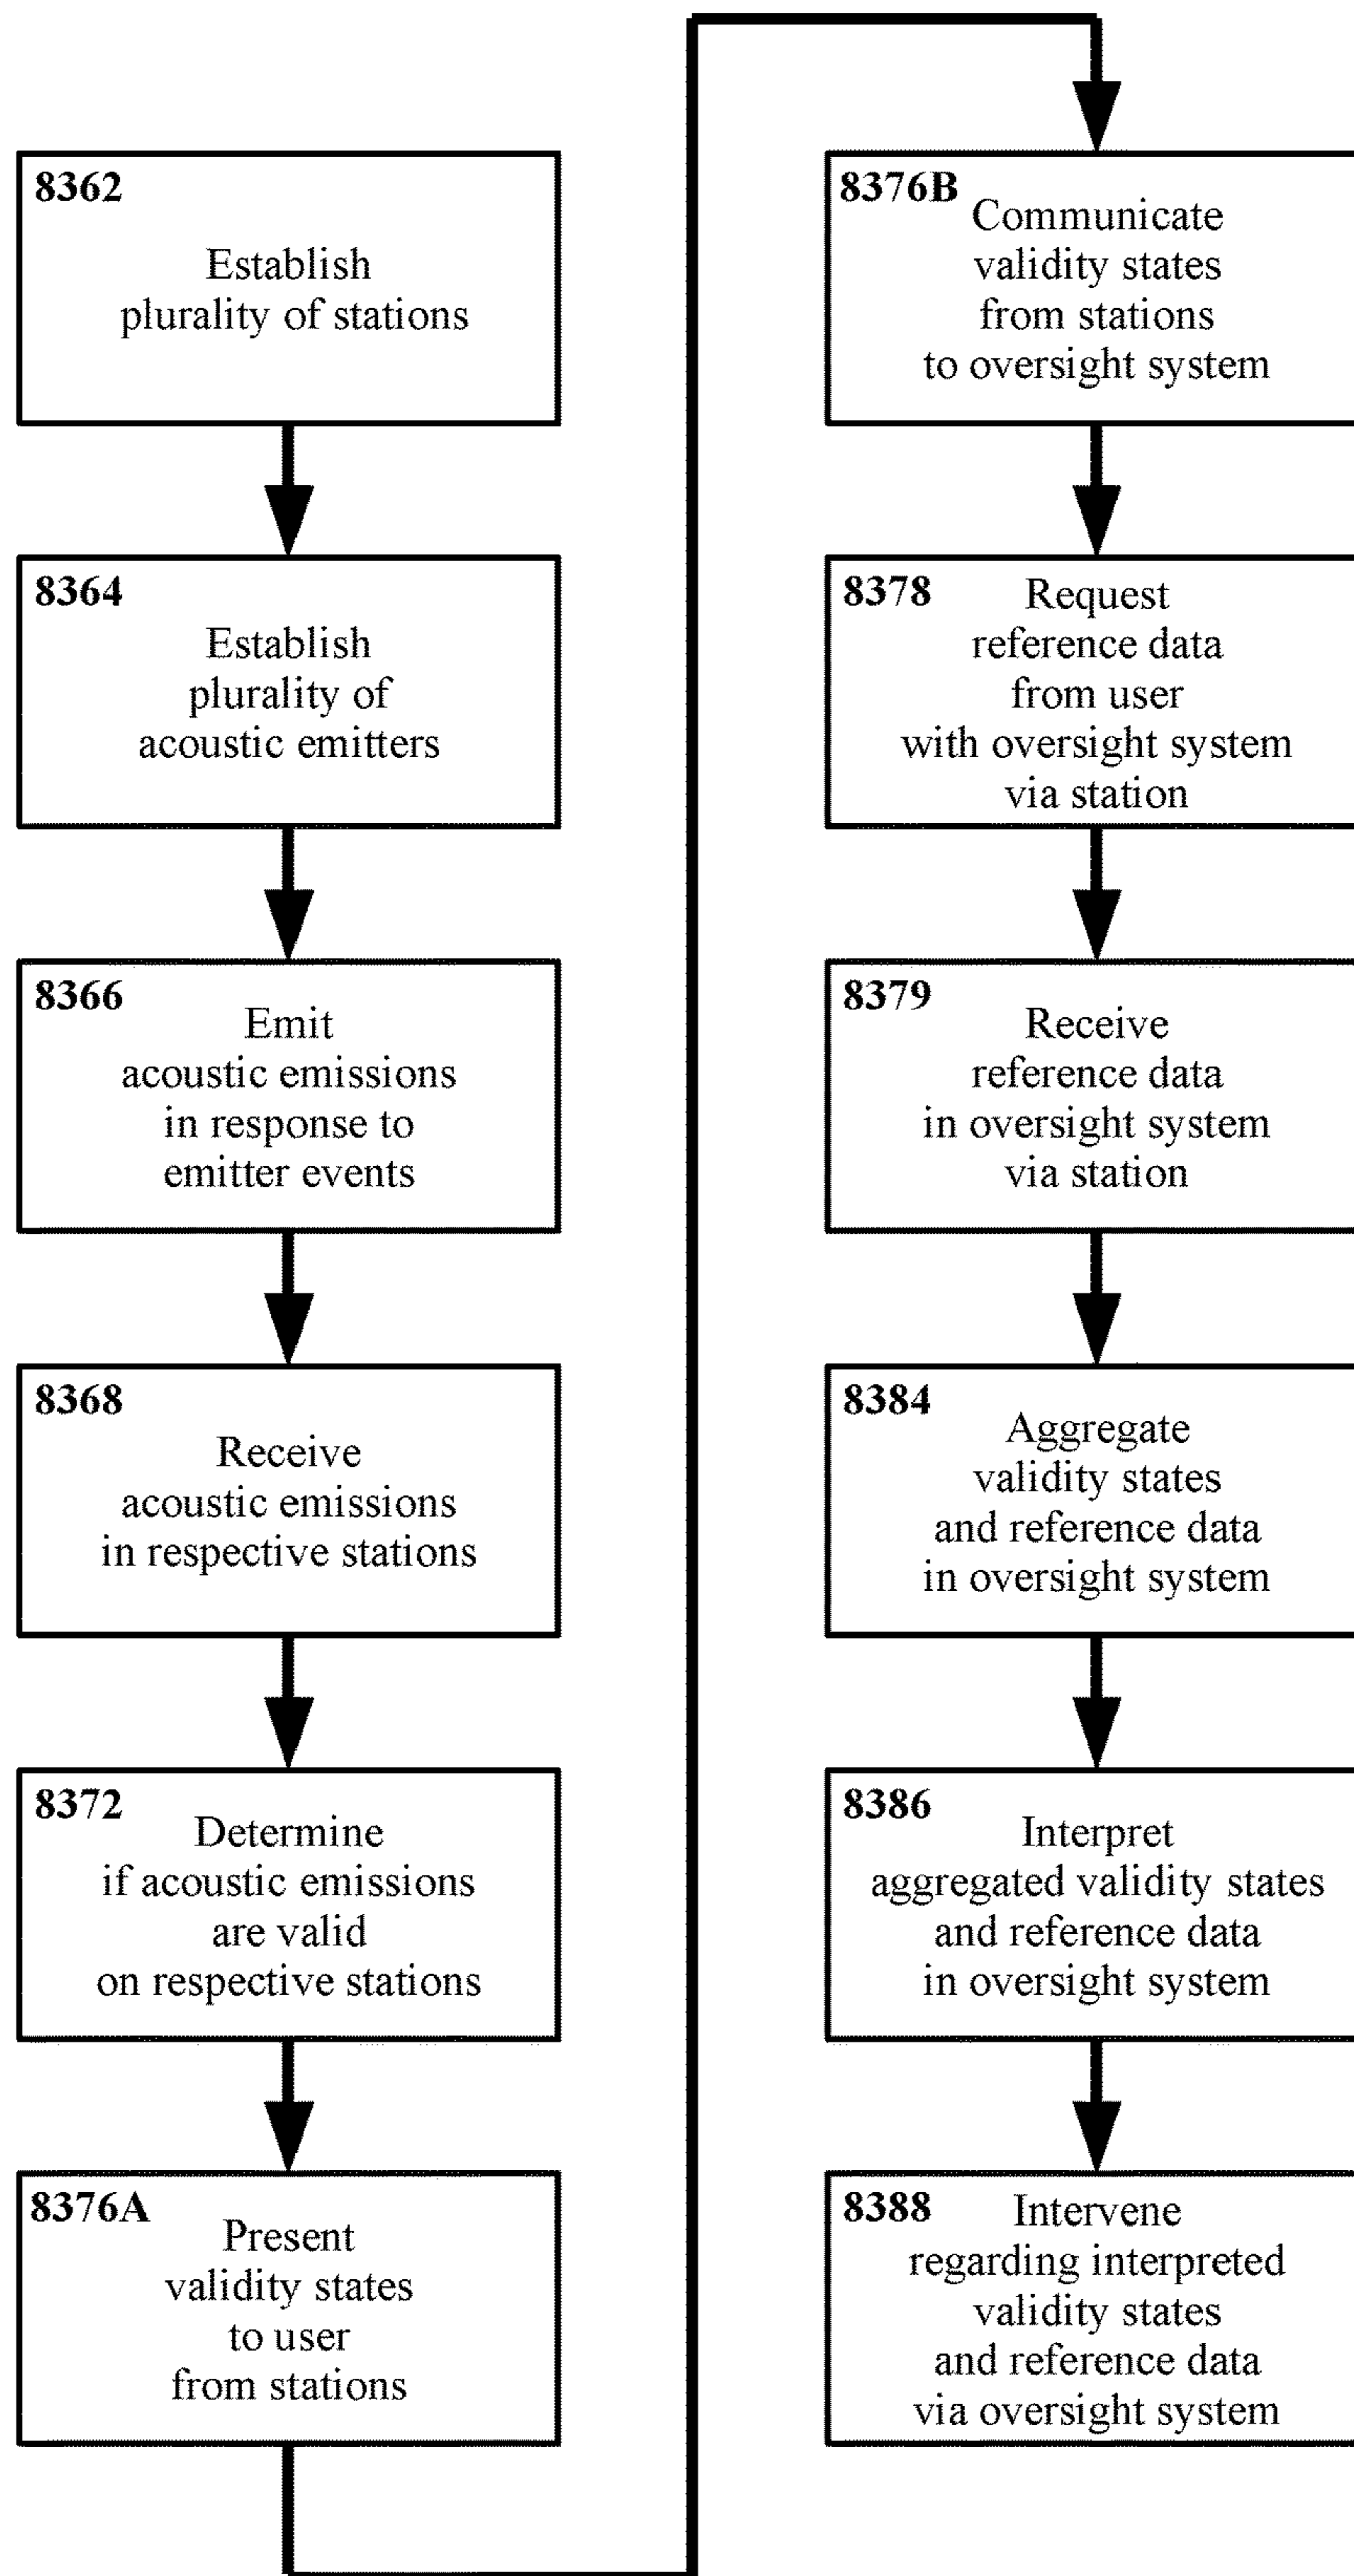 8362
Establish
plurality of stations
8364
Establish
plurality of
acoustic emitters
8366
Emit
acoustic emissions
in response to
emitter events
8368
Receive
acoustic emissions
in respective stations
8372
Determine
if acoustic emissions
are valid
on respective stations
8376A
Present
validity states
to user
from stations
8376B
Communicate
validity states
from stations
to oversight system
8378
Request
reference data
from user
with oversight system
via station
8379
Receive
reference data
in oversight system
via station
8384
Aggregate
validity states
and reference data
in oversight system
8386
Interpret
aggregated validity states
and reference data
in oversight system
8388
Intervene
regarding interpreted
validity states
and reference data
via oversight system